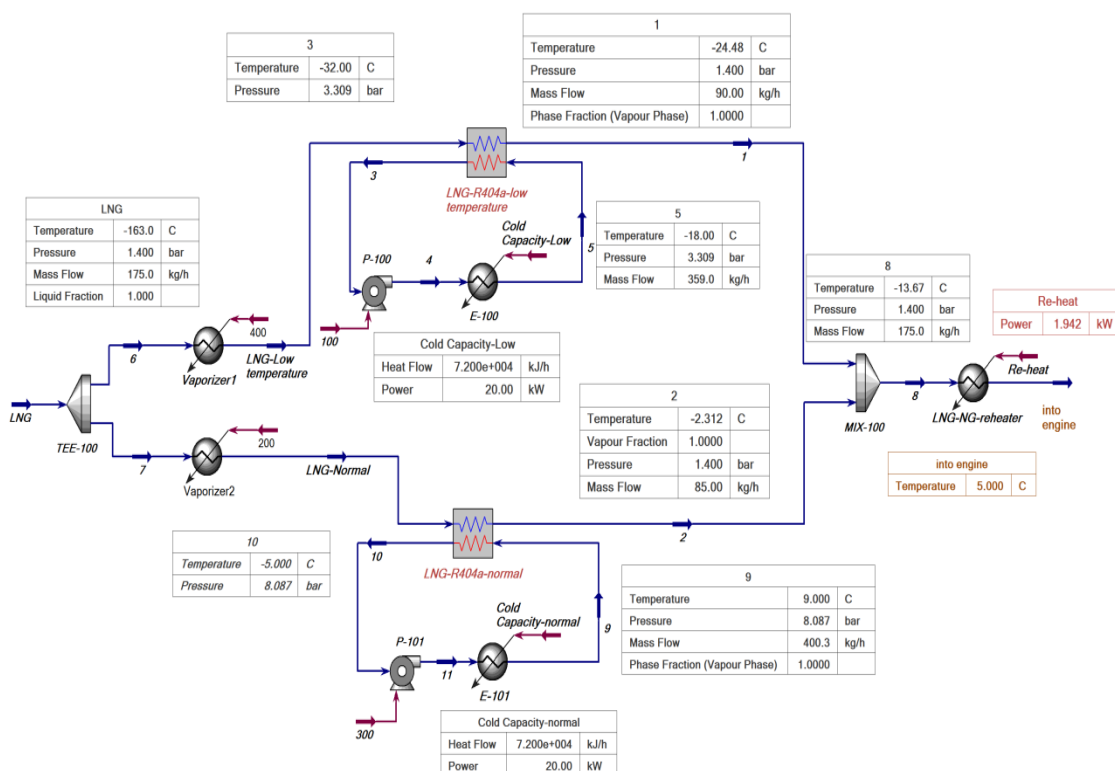 3
Temperature -32.00 C
Pressure 3.309 bar
1
Temperature -24.48 C
Pressure 1.400 bar
Mass Flow 90.00 kg/h
Phase Fraction (Vapour Phase) 1.0000
1
3
LNG-R404a-low
temperature
LNG
Temperature -163.0 C
Pressure 1.400 bar
Mass Flow 175.0 kg/h
Liquid Fraction 1.000
Cold
Capacity-Low
5
5
Temperature -18.00 C
Pressure 3.309 bar
Mass Flow 359.0 kg/h
P-100
4
E-100
100
8
Temperature -13.67 C
Pressure 1.400 bar
Mass Flow 175.0 kg/h
Re-heat
Power 1.942 kW
6
400
LNG-Low
temperature
Vaporizer1
Cold Capacity-Low
Heat Flow 7.200e+004 kJ/h
Power 20.00 kW
Re-heat
LNG
TEE-100
MIX-100
8
LNG-NG-reheater
into
engine
7
200
Vaporizer2
LNG-Normal
2
Temperature -2.312 C
Vapour Fraction 1.0000
Pressure 1.400 bar
Mass Flow 85.00 kg/h
into engine
Temperature 5.000 C
10
Temperature -5.000 C
Pressure 8.087 bar
10
2
LNG-R404a-normal
Cold
Capacity-normal
9
9
Temperature 9.000 C
Pressure 8.087 bar
Mass Flow 400.3 kg/h
Phase Fraction (Vapour Phase) 1.0000
P-101
11
E-101
300
Cold Capacity-normal
Heat Flow 7.200e+004 kJ/h
Power 20.00 kW